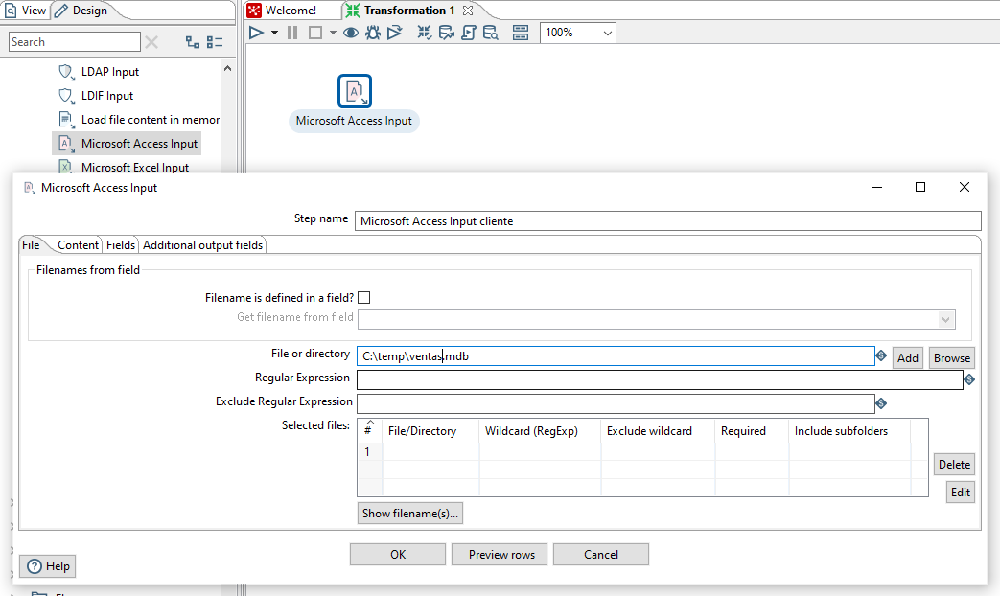 View Design
Welcome! Transformation 1
Search
100%
LDAP Input
LDIF Input
Load file content in memor
Microsoft Access Input
Microsoft Excel Input
Microsoft Access Input
Microsoft Access Input
Step name Microsoft Access Input cliente
File Content Fields Additional output fields
Filenames from field
Filename is defined in a field?
Get filename from field
File or directory C:\temp\ventas.mdb Add Browse
Regular Expression
Exclude Regular Expression
Selected files: # File/Directory Wildcard (RegExp) Exclude wildcard Required Include subfolders
1
Delete
Edit
Show filename(s)...
OK Preview rows Cancel
Help